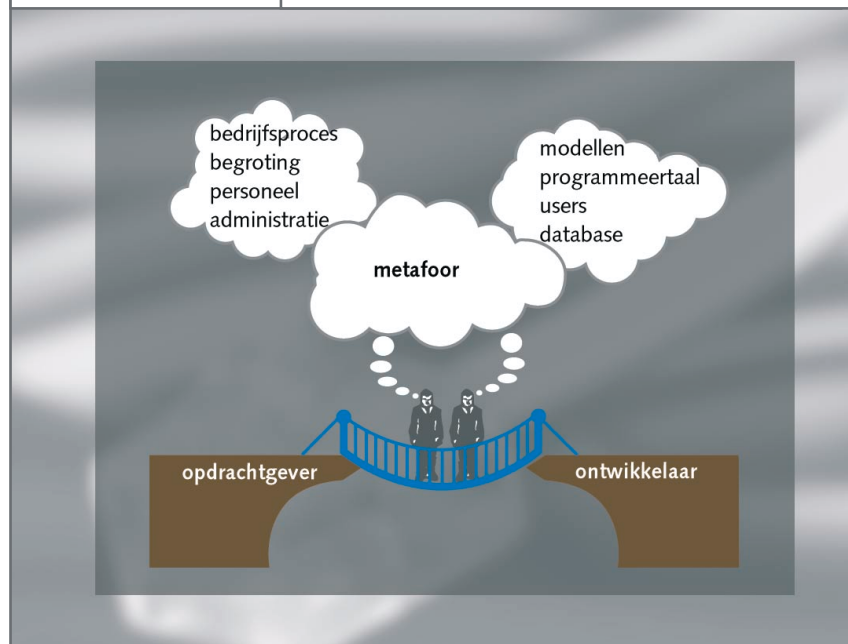 bedrijfsproces
begroting
personeel
administratie
modellen
programmeertaal
users
database
metafoor
opdrachtgever
ontwikkelaar